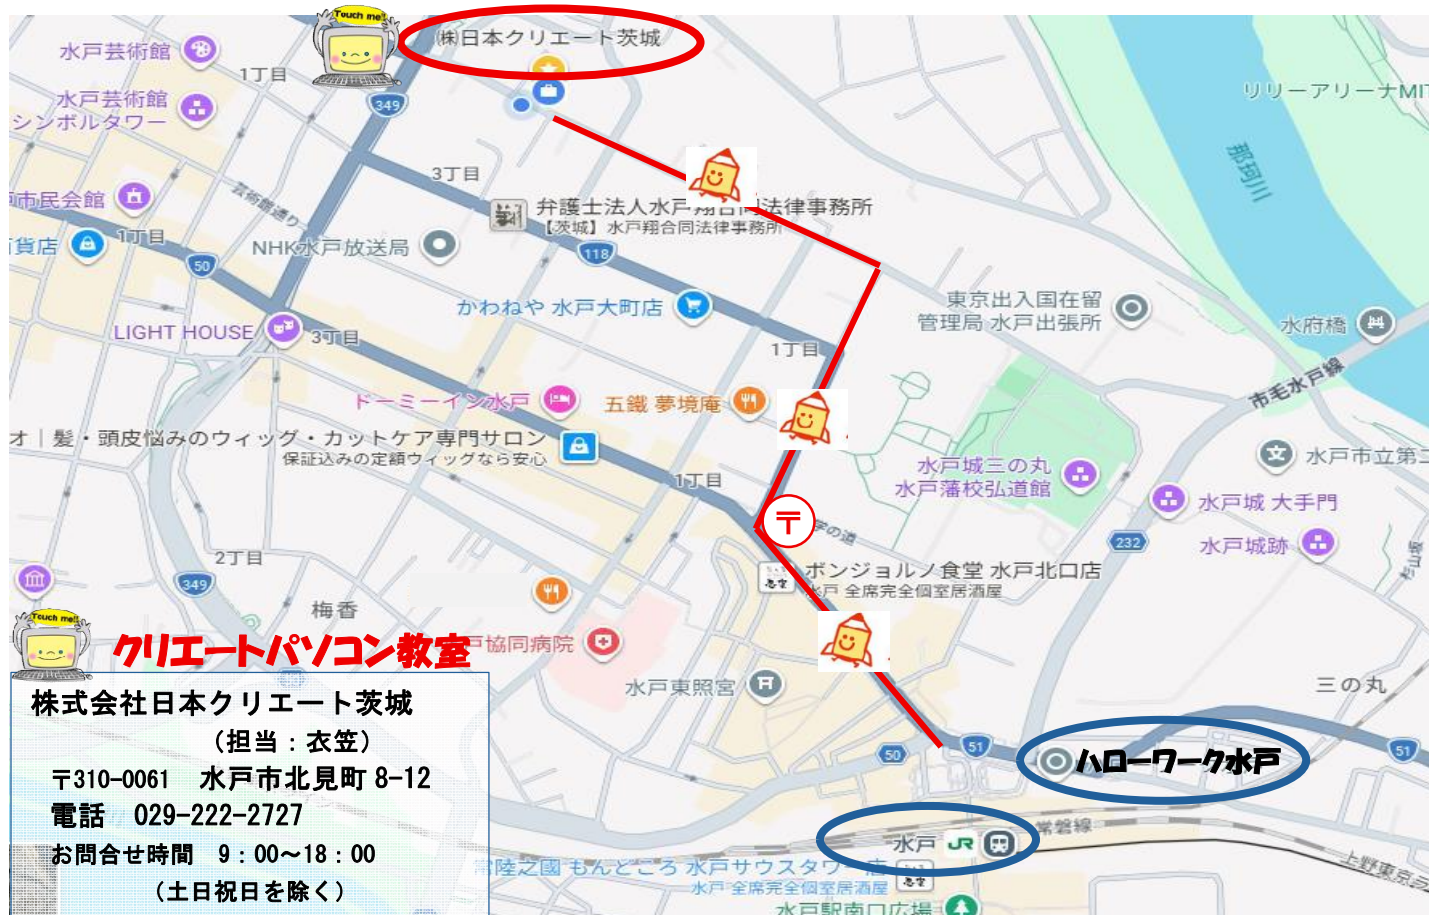 Touch me!!
㈱日本クリエート茨城
水戸芸術館
1丁目
水戸芸術館
シンボルタワー
349
リリーアリーナMIT
那珂川
3丁目
芸術館通り
市民会館
弁護士法人水戸翔合同法律事務所
【茨城】水戸翔合同法律事務所
貨店
1丁目
50
NHK水戸放送局
118
かわねや 水戸大町店
東京出入国在留
管理局 水戸出張所
水府橋
LIGHT HOUSE
3丁目
1丁目
市毛水戸線
ドーミーイン水戸
五鐵 夢境庵
オ｜髪・頭皮悩みのウィッグ・カットケア専門サロン
保証込みの定額ウィッグなら安心
1丁目
水戸城三の丸
水戸藩校弘道館
水戸市立第二
水戸城 大手門
〒
学の道
232
水戸城跡
杉山坂
2丁目
349
ボンジョルノ食堂 水戸北口店
水戸 全席完全個室居酒屋
梅香
Touch me!!
クリエートパソコン教室
戸協同病院
水戸東照宮
三の丸
株式会社日本クリエート茨城
（担当：衣笠）
〒310-0061 水戸市北見町 8-12
電話 029-222-2727
お問合せ時間 9：00～18：00
（土日祝日を除く）
50
51
ハローワーク水戸
51
水戸 JR
常磐線
上野東京ラ
常陸之國 もんどころ 水戸サウスタワー店
水戸 全席完全個室居酒屋
水戸駅南口広場